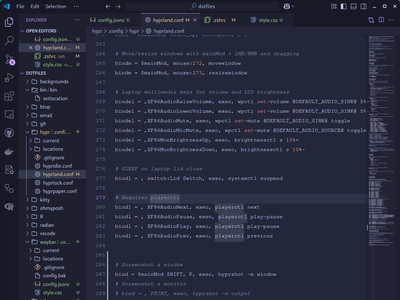 dotfiles
EXPLORER
OPEN EDITORS
config.jsonc
hyprland.conf
.zshrc
style.css
DOTFILES
backgrounds
bin / bin
setlocation
btop
email
git
hypr / .config/
current
locations
.gitignore
hypridle.conf
hyprland.conf
hyprlock.conf
hyprpaper.conf
kitty
ohmyposh
R
radian
vscode
waybar / .co
current
locations
.gitignore
config.bak
config.jsonc
style.css
config.jsonc
hyprland.conf M
.zshrc M
style.css
hypr > .config > hypr > hyprland.conf
263
264 # Move/resize windows with mainMod + LMB/RMB and dragging
265 bindm = $mainMod, mouse:272, movewindow
266 bindm = $mainMod, mouse:273, resizewindow
267
268 # Laptop multimedia keys for volume and LCD brightness
269 bindel = ,XF86AudioRaiseVolume, exec, wpctl set-volume @DEFAULT_AUDIO_SINK@ 5%
270 bindel = ,XF86AudioLowerVolume, exec, wpctl set-volume @DEFAULT_AUDIO_SINK@ 5%
271 bindel = ,XF86AudioMute, exec, wpctl set-mute @DEFAULT_AUDIO_SINK@ toggle
272 bindel = ,XF86AudioMicMute, exec, wpctl set-mute @DEFAULT_AUDIO_SOURCE@ toggle
273 bindel = ,XF86MonBrightnessUp, exec, brightnessctl s 10%+
274 bindel = ,XF86MonBrightnessDown, exec, brightnessctl s 10%-
275
276 # SLEEP no laptop lid close
277 bindl = , switch:Lid Switch, exec, systemctl suspend
278
279 # Requires playerctl
280 bindl = , XF86AudioNext, exec, playerctl next
281 bindl = , XF86AudioPause, exec, playerctl play-pause
282 bindl = , XF86AudioPlay, exec, playerctl play-pause
283 bindl = , XF86AudioPrev, exec, playerctl previous
284
285
286 # Screenshot a window
287 bind = $mainMod SHIFT, P, exec, hyprshot -m window
288 # Screenshot a monitor
289 # bind = , PRINT, exec, hyprshot -m output